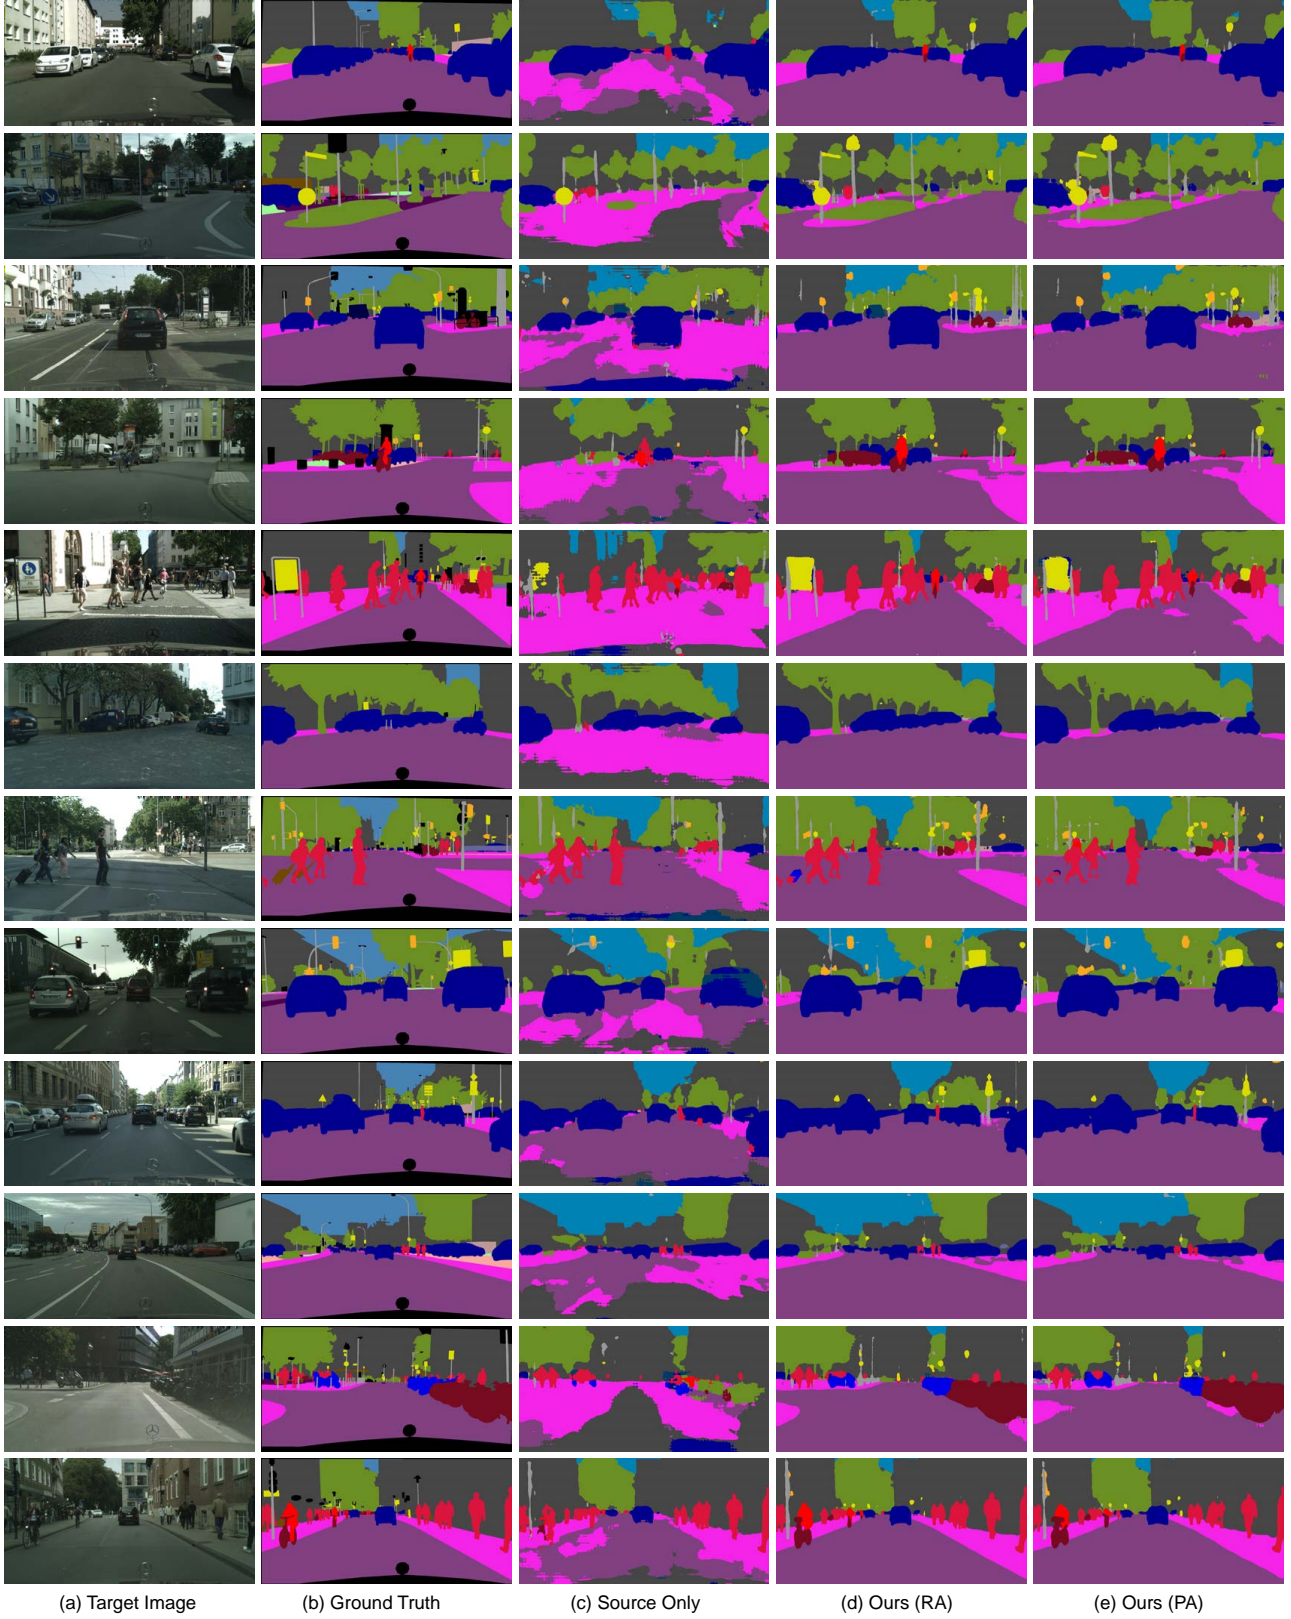 (a) Target Image
(b) Ground Truth
(c) Source Only
(d) Ours (RA)
(e) Ours (PA)